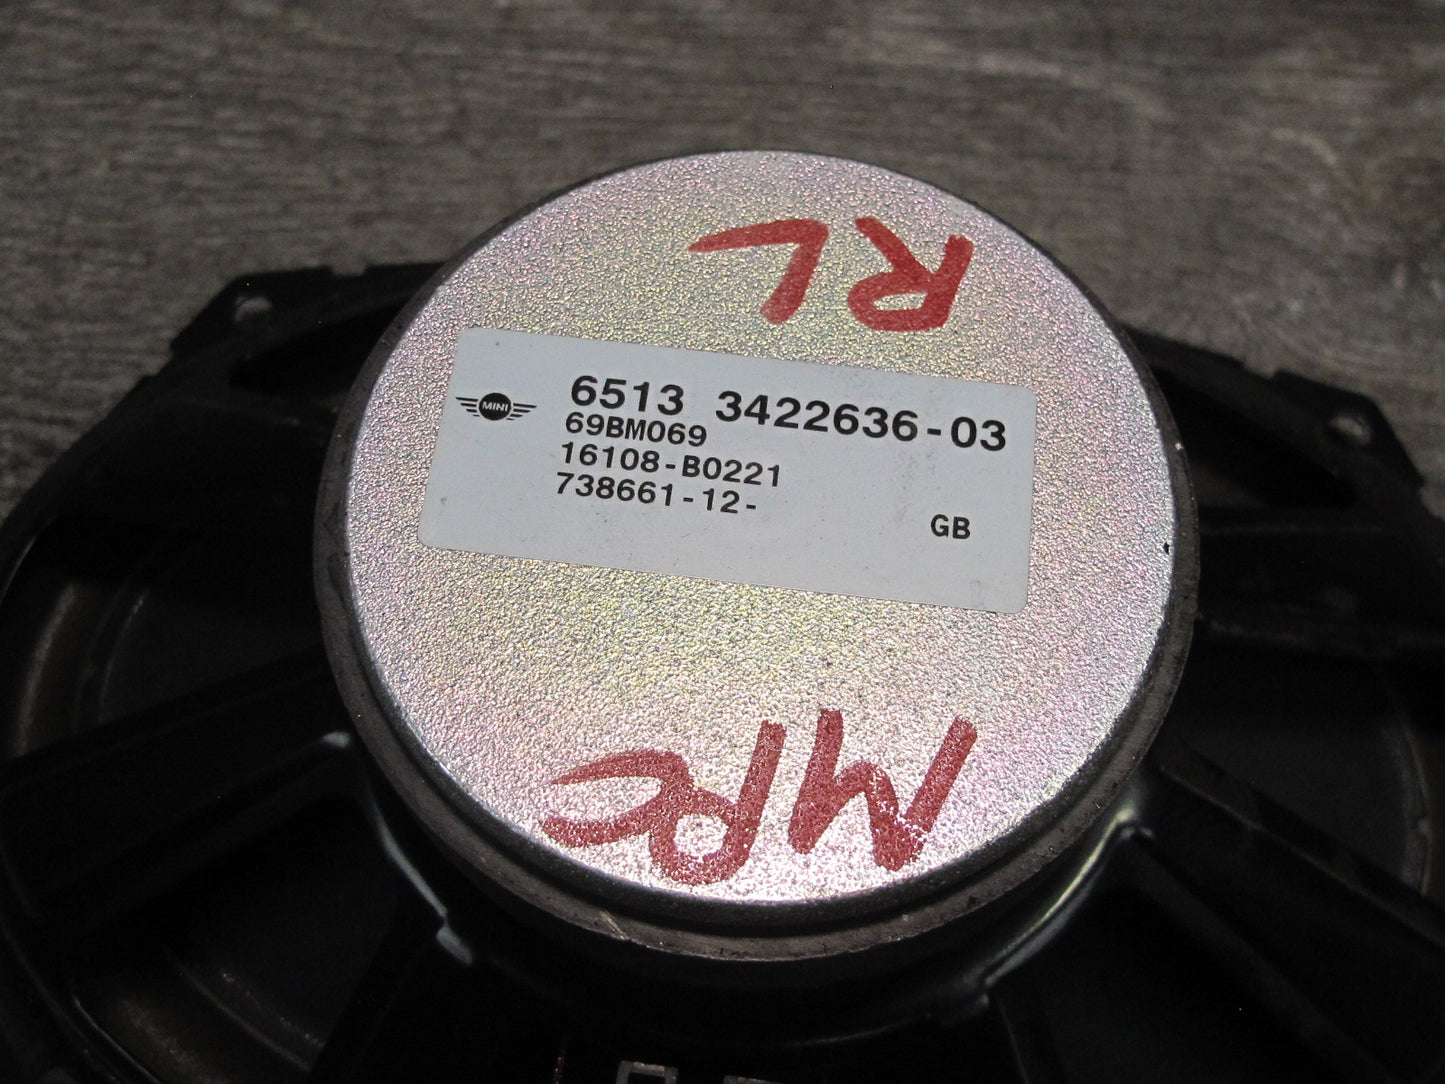 RL
MINI
6513 3422636-03
69BM069
16108-B0221
738661-12-
GB
MPC